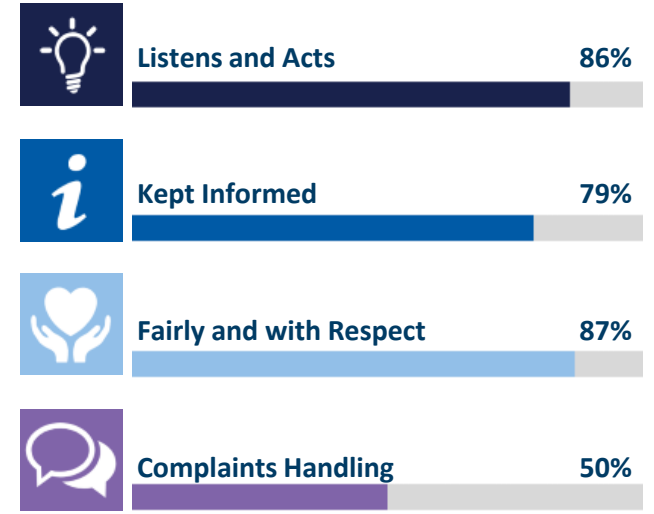 Listens and Acts 86%
i
Kept Informed 79%
Fairly and with Respect 87%
Complaints Handling 50%